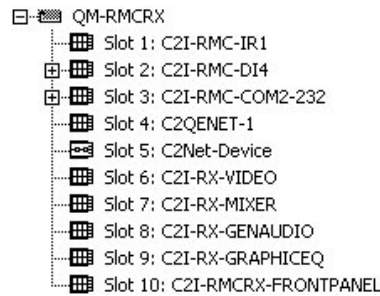 QM-RMCRX
Slot 1: C2I-RMC-IR1
Slot 2: C2I-RMC-DI4
Slot 3: C2I-RMC-COM2-232
Slot 4: C2QENET-1
Slot 5: C2Net-Device
Slot 6: C2I-RX-VIDEO
Slot 7: C2I-RX-MIXER
Slot 8: C2I-RX-GENAUDIO
Slot 9: C2I-RX-GRAPHICEQ
Slot 10: C2I-RMCRX-FRONTPANEL